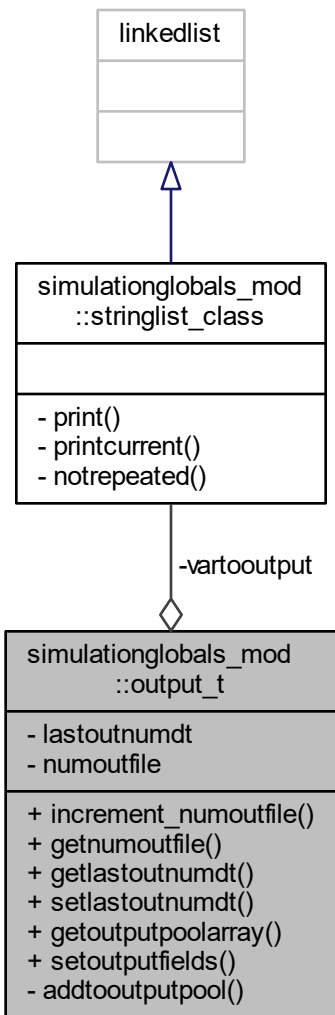 linkedlist
simulationglobals_mod
::stringlist_class
- print()
- printcurrent()
- notrepeated()
-vartooutput
simulationglobals_mod
::output_t
- lastoutnumdt
- numoutfile
+ increment_numoutfile()
+ getnumoutfile()
+ getlastoutnumdt()
+ setlastoutnumdt()
+ getoutputpoolarray()
+ setoutputfields()
- addtooutputpool()